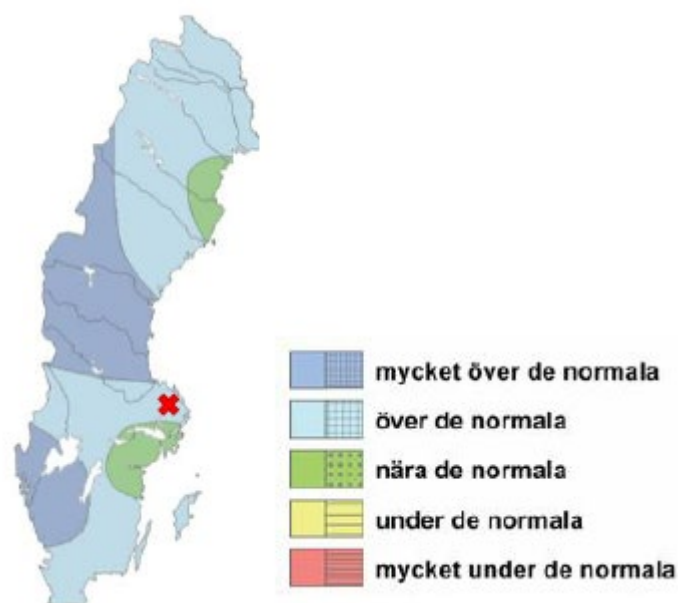 mycket över de normala
över de normala
nära de normala
under de normala
mycket under de normala